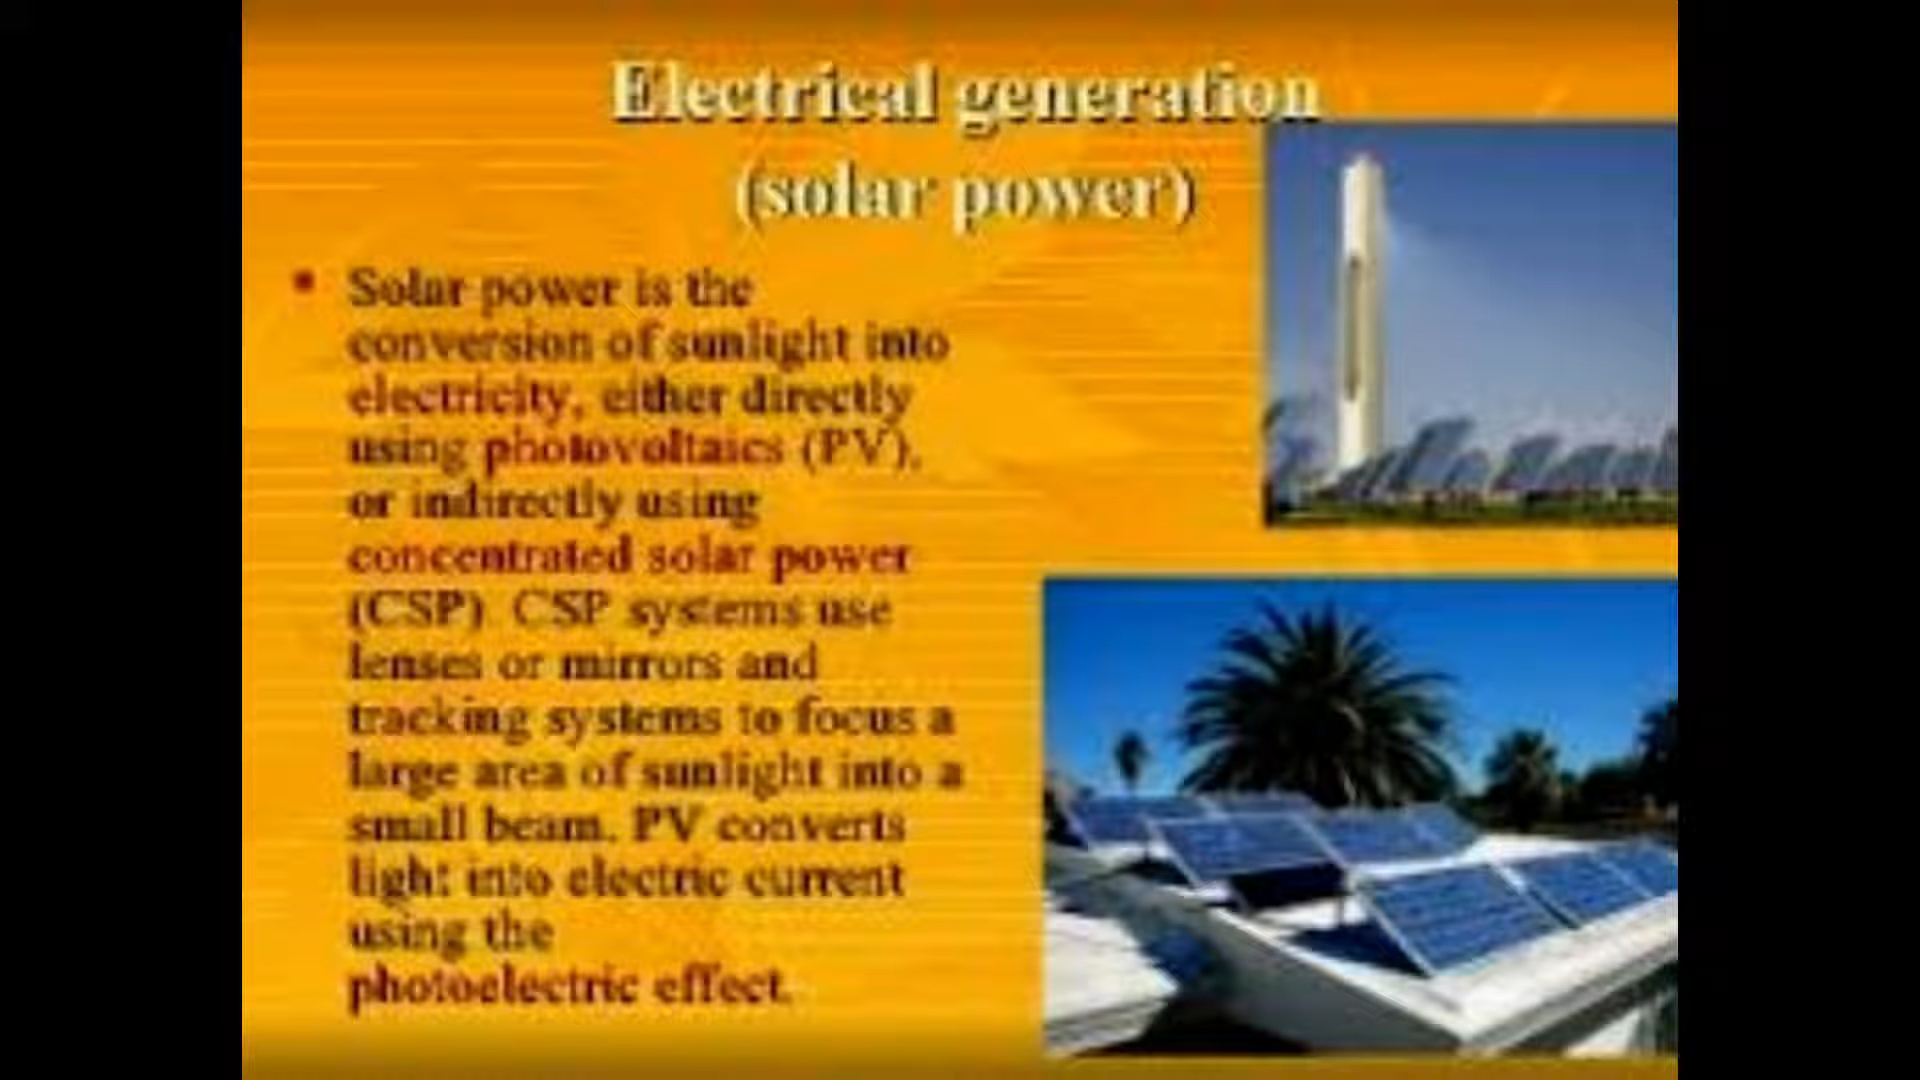 Electrical generation
(solar power)
Solar power is the
conversion of sunlight into
electricity, either directly
using photovoltaics (PV),
or indirectly using
concentrated solar power
(CSP) CSP systems use
lenses or mirrors and
tracking systems to focus a
large area of sunlight into a
small beam. PV converts
light into electric current
using the
photoelectric effect.